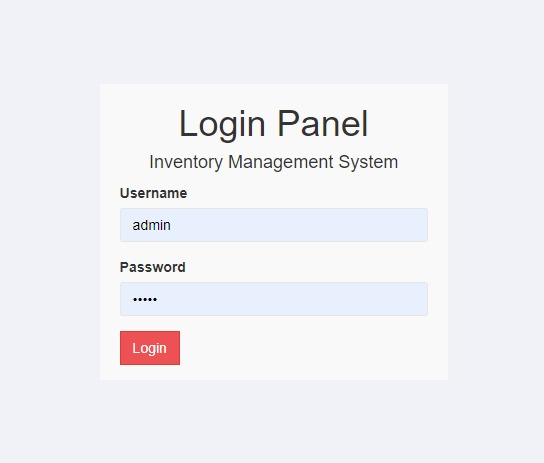 Login Panel
Inventory Management System
Username
admin
Password
•••••
Login